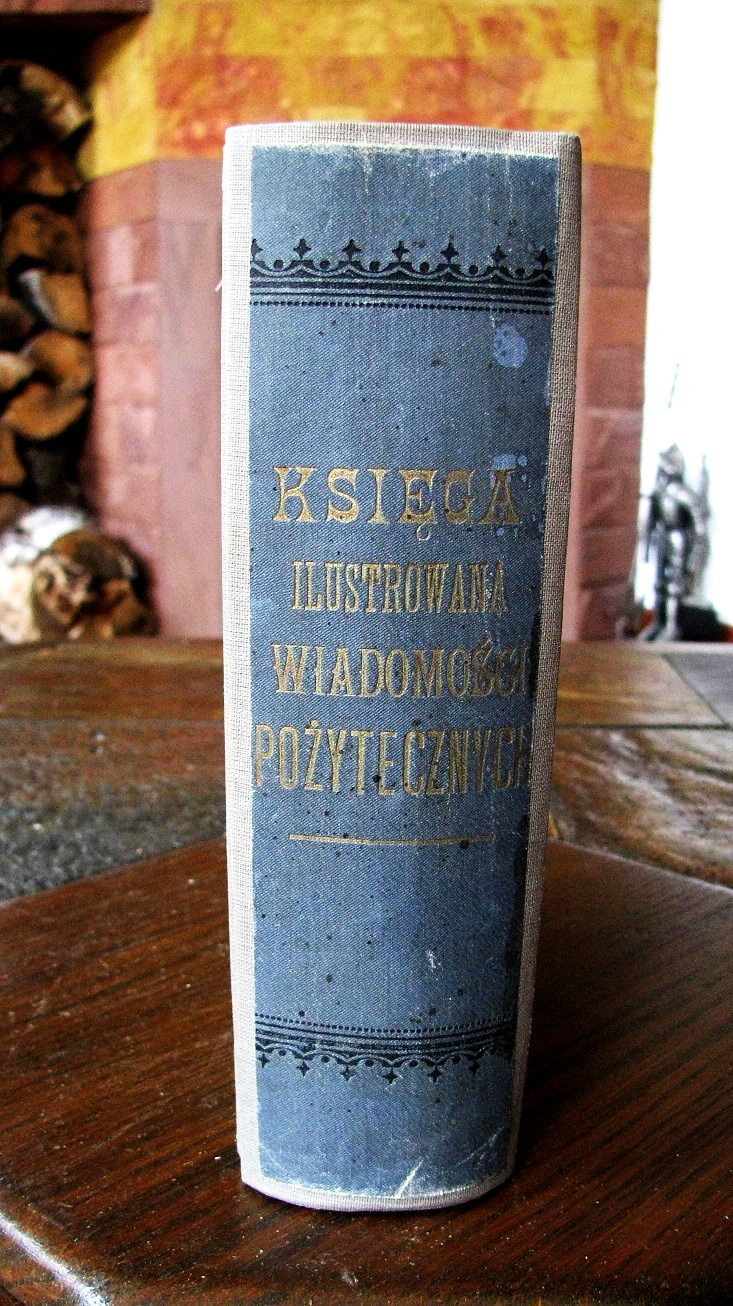 KSIĘGA
ILUSTROWANA
WIADOMOŚCI
POŻYTECZNYCH